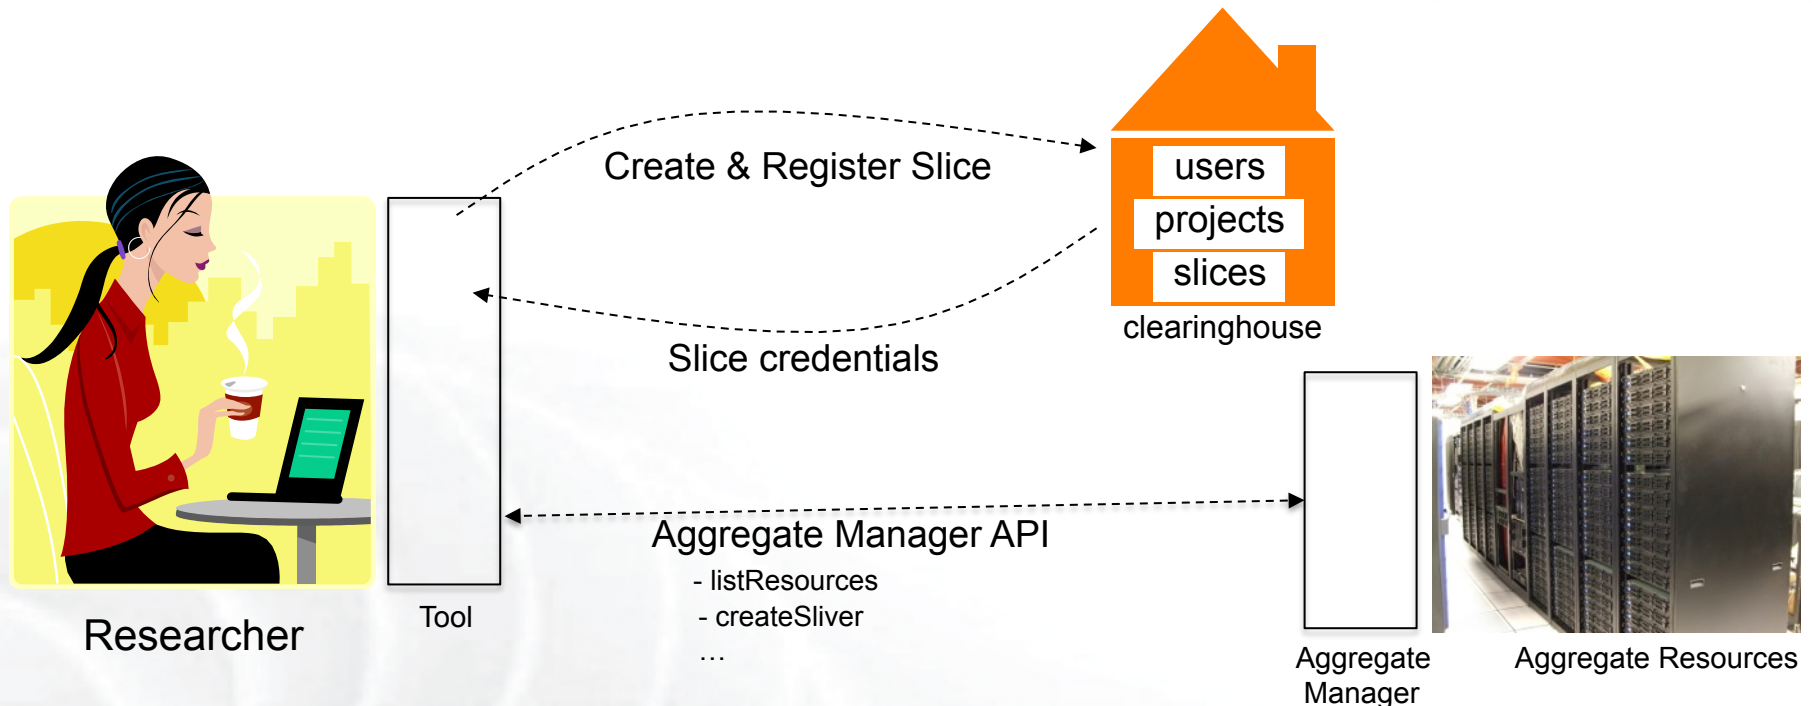 Create & Register Slice
users
projects
slices
clearinghouse
Slice credentials
Aggregate Manager API
- listResources
- createSliver
...
Tool
Researcher
Aggregate
Manager
Aggregate Resources